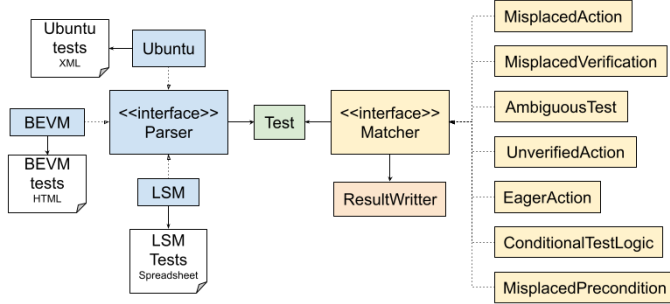 Ubuntu
tests
XML
Ubuntu
BEVM
BEVM
tests
HTML
<<interface>>
Parser
LSM
LSM
Tests
Spreadsheet
Test
<<interface>>
Matcher
ResultWritter
MisplacedAction
MisplacedVerification
AmbiguousTest
UnverifiedAction
EagerAction
ConditionalTestLogic
MisplacedPrecondition